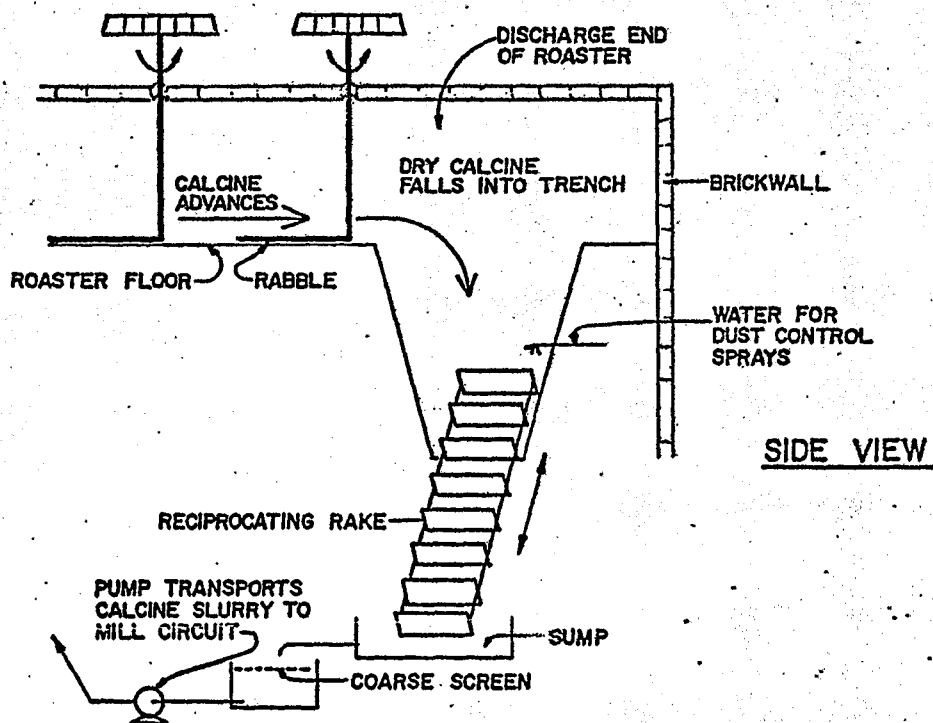 DISCHARGE END
OF ROASTER
DRY CALCINE
FALLS INTO TRENCH
CALCINE
ADVANCES
BRICKWALL
ROASTER FLOOR
RABBLE
WATER FOR
DUST CONTROL
SPRAYS
SIDE VIEW
RECIPROCATING RAKE
PUMP TRANSPORTS
CALCINE SLURRY TO
MILL CIRCUIT
SUMP
COARSE SCREEN